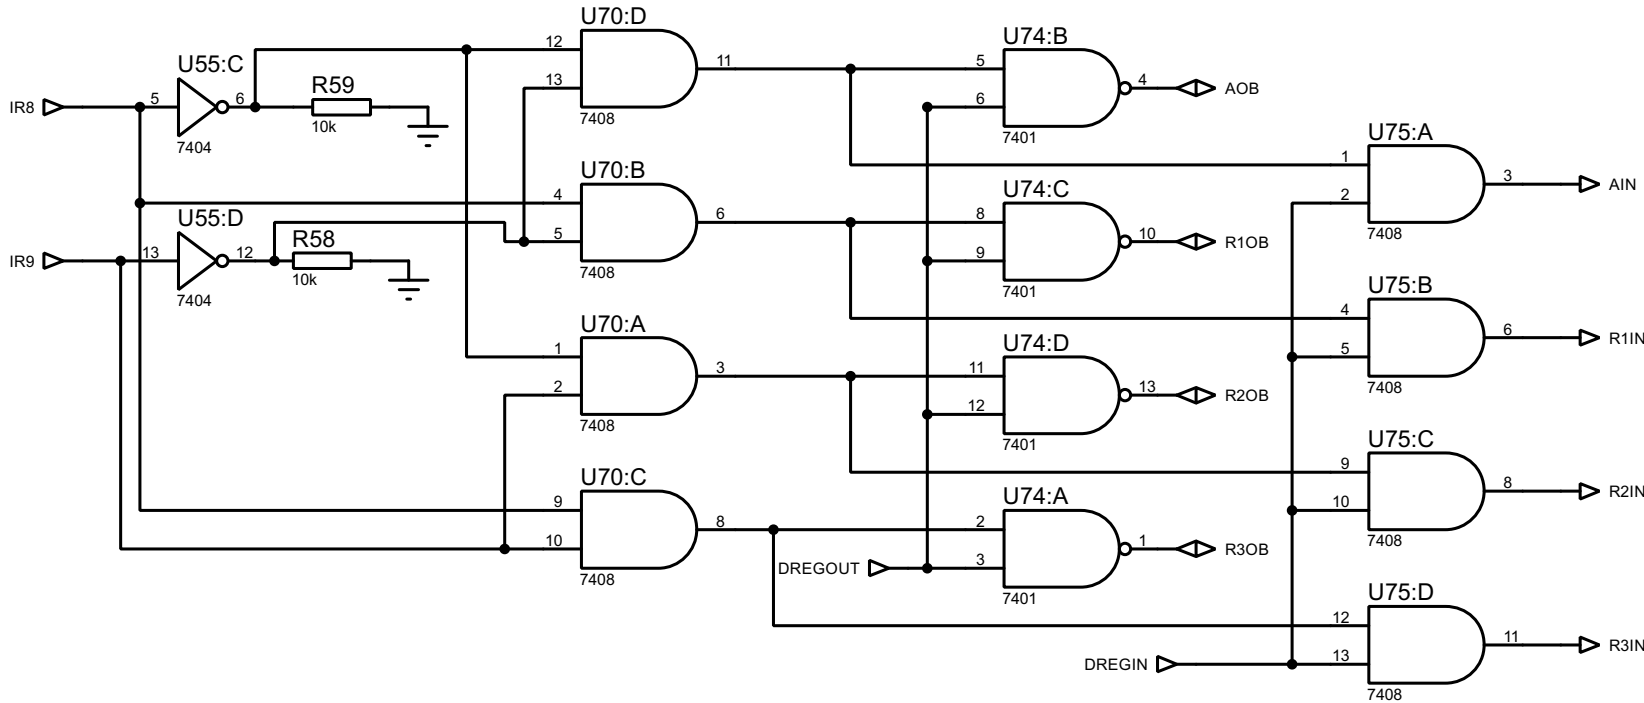 U70:D
12
13
11
7408
U74:B
5
6
4
7401
AOB
U55:C
IR8
5
6
7404
R59
10k
U75:A
1
2
3
7408
AIN
U70:B
4
5
6
7408
U74:C
8
9
10
7401
R1OB
U55:D
IR9
13
12
7404
R58
10k
U75:B
4
5
6
7408
R1IN
U70:A
1
2
3
7408
U74:D
11
12
13
7401
R2OB
U75:C
9
10
8
7408
R2IN
U70:C
9
10
8
7408
U74:A
2
3
1
7401
R3OB
DREGOUT
U75:D
12
13
11
7408
R3IN
DREGIN